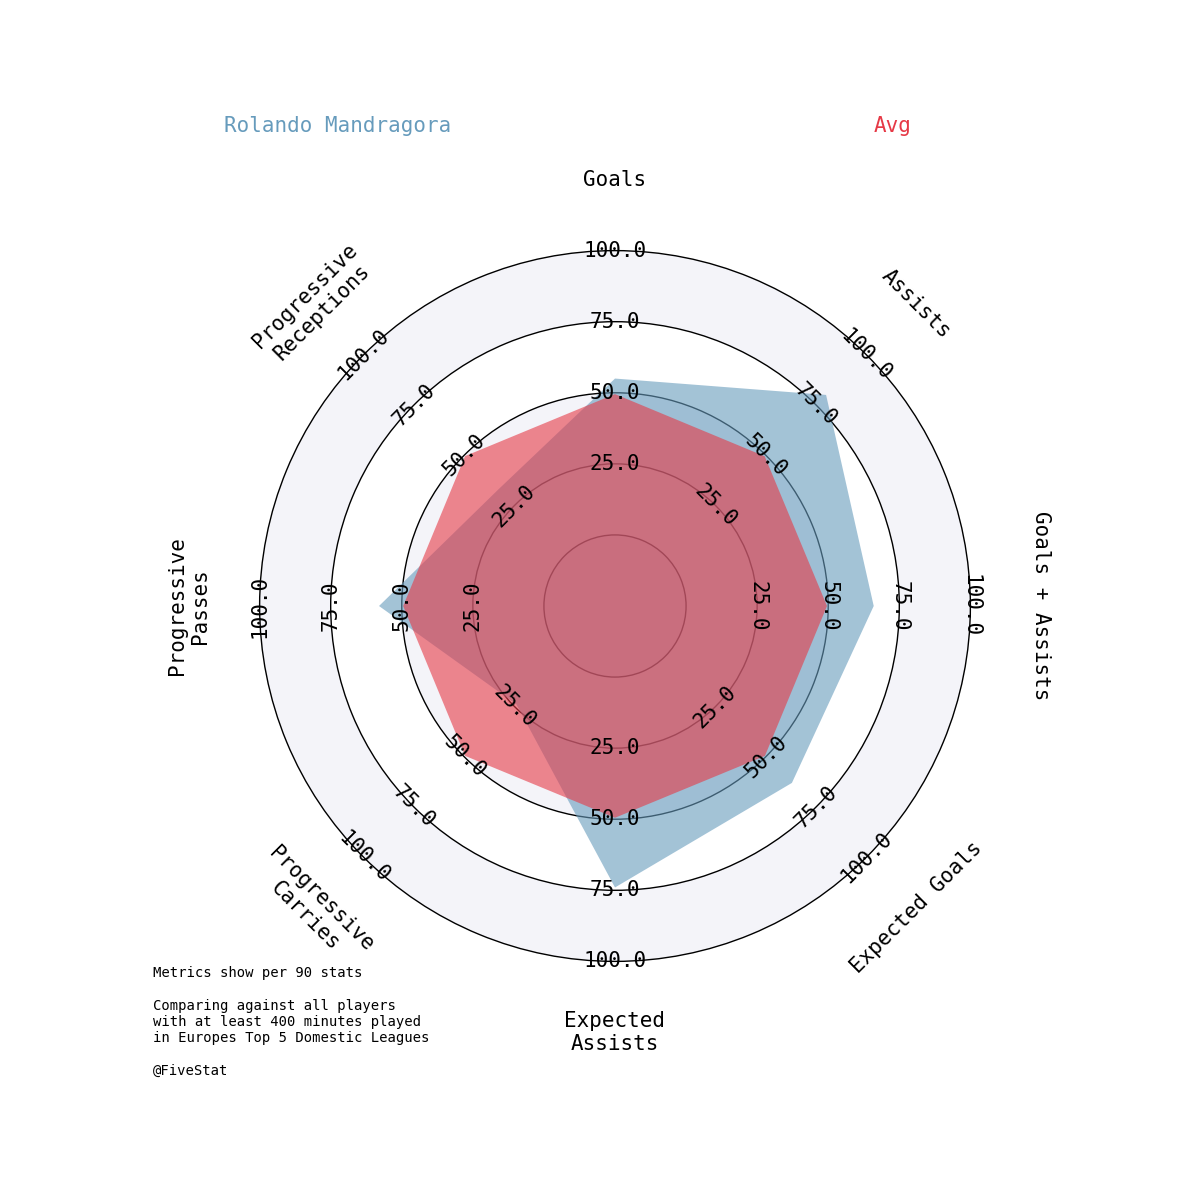 Rolando Mandragora
Avg
Goals
Assists
Goals + Assists
Expected Goals
Expected
Assists
Progressive
Carries
Progressive
Passes
Progressive
Receptions
100.0
75.0
50.0
25.0
100.0
75.0
50.0
25.0
100.0
75.0
50.0
25.0
100.0
75.0
50.0
25.0
100.0
75.0
50.0
25.0
100.0
75.0
50.0
25.0
100.0
75.0
50.0
25.0
100.0
75.0
50.0
25.0
Metrics show per 90 stats
Comparing against all players
with at least 400 minutes played
in Europes Top 5 Domestic Leagues
@FiveStat